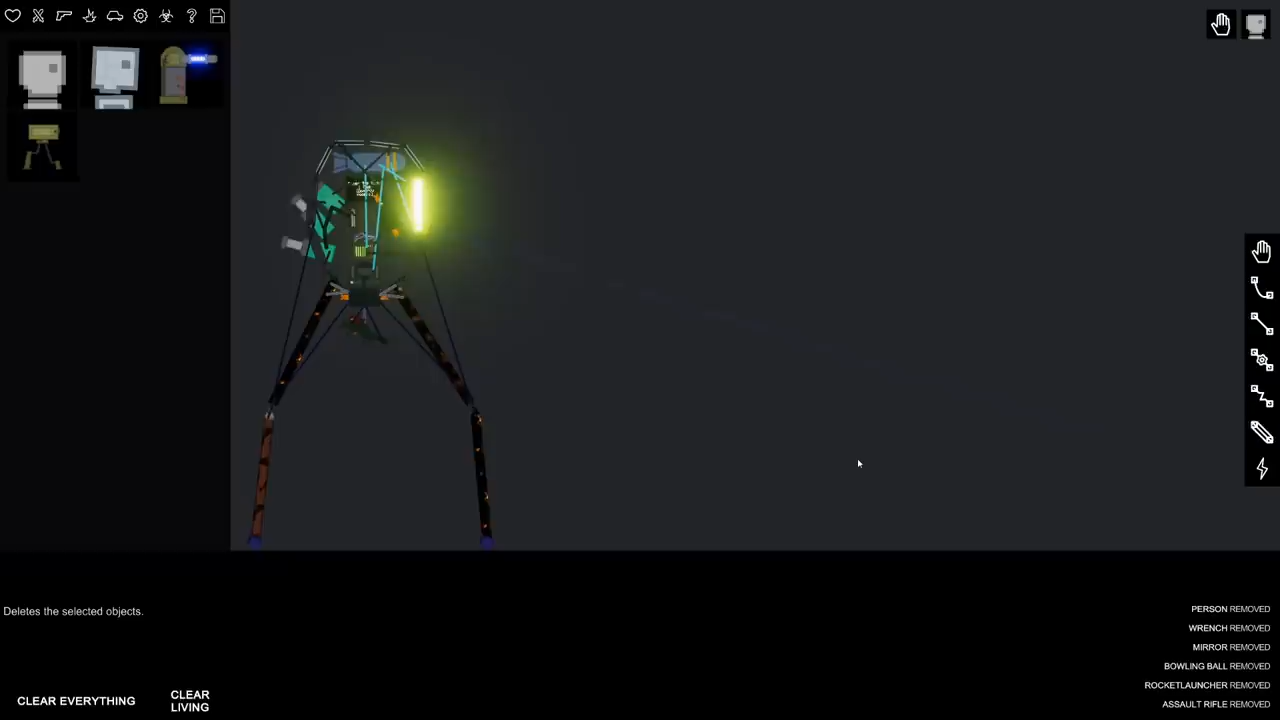 Deletes the selected objects.
CLEAR EVERYTHING
CLEAR
LIVING
PERSON REMOVED
WRENCH REMOVED
MIRROR REMOVED
BOWLING BALL REMOVED
ROCKETLAUNCHER REMOVED
ASSAULT RIFLE REMOVED